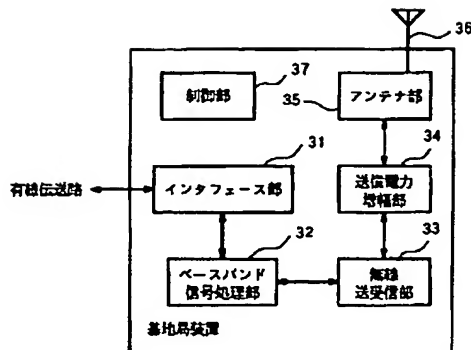 36
37
制御部
35
アンテナ部
31
34
有線伝送路
インタフェース部
送信電力
増幅部
32
33
ベースバンド
信号処理部
無線
送受信部
基地局装置